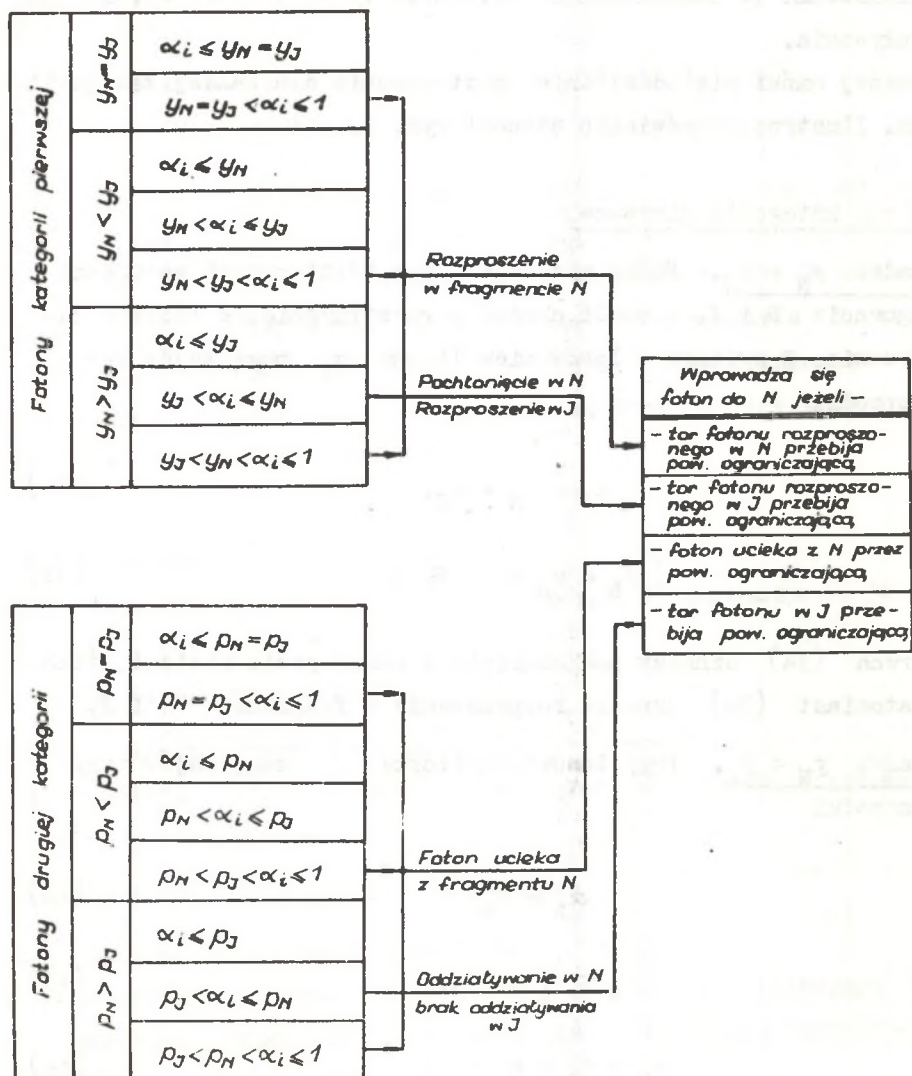 Fotony kategorii pierwszej
y_N = y_J
α_i ≤ y_N = y_J
y_N = y_J < α_i ≤ 1
y_N < y_J
α_i ≤ y_N
y_N < α_i ≤ y_J
y_N < y_J < α_i ≤ 1
y_N > y_J
α_i ≤ y_J
y_J < α_i ≤ y_N
y_J < y_N < α_i ≤ 1
Rozproszenie
w fragmencie N
Pochłonięcie w N
Rozproszenie w J
Wprowadza się
foton do N jeżeli –
– tor fotonu rozproszo-
nego w N przebija
pow. ograniczającą
– tor fotonu rozproszo-
nego w J przebija
pow. ograniczającą
– foton ucieka z N przez
pow. ograniczającą
– tor fotonu w J prze-
bija pow. ograniczającą
Fotony drugiej kategorii
p_N = p_J
α_i ≤ p_N = p_J
p_N = p_J < α_i ≤ 1
p_N < p_J
α_i ≤ p_N
p_N < α_i ≤ p_J
p_N < p_J < α_i ≤ 1
p_N > p_J
α_i ≤ p_J
p_J < α_i ≤ p_N
p_J < p_N < α_i ≤ 1
Foton ucieka
z fragmentu N
Oddziaływanie w N
brak oddziaływania
w J